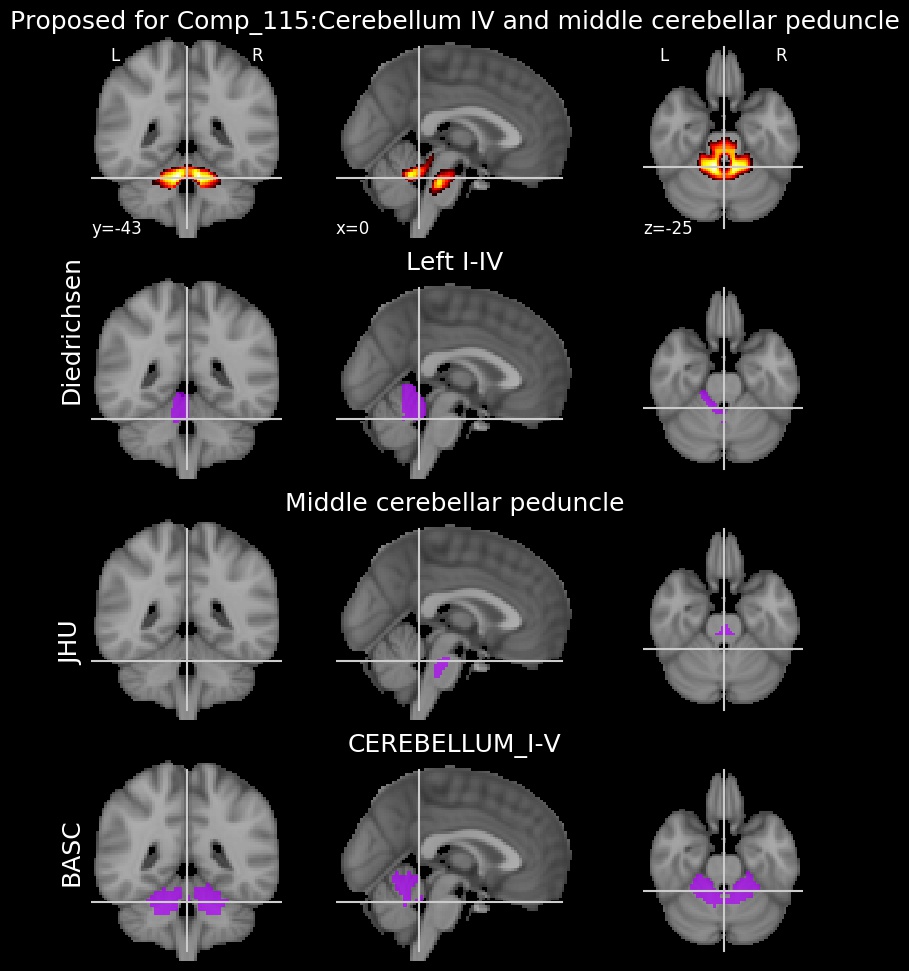 Proposed for Comp_115:Cerebellum IV and middle cerebellar peduncle
L R L R
y=-43 x=0 z=-25
Left I-IV
Diedrichsen
Middle cerebellar peduncle
JHU
CEREBELLUM_I-V
BASC